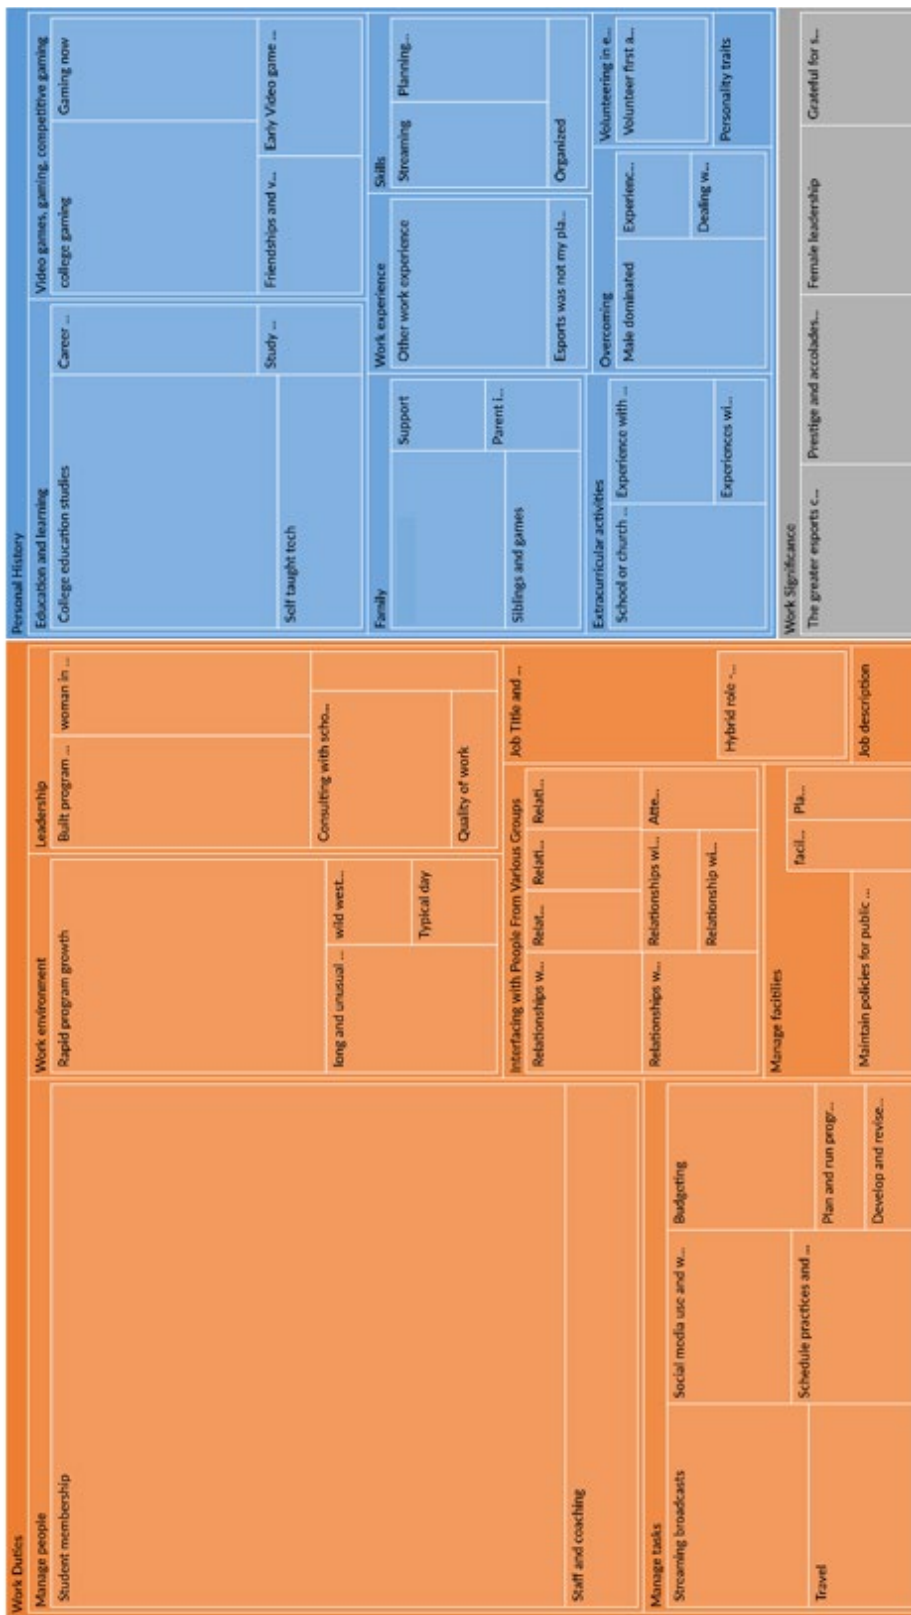 Work Duties
Manage people
Student membership
Staff and coaching
Manage tasks
Streaming broadcasts
Travel
Social media use and w...
Schedule practices and ...
Budgeting
Plan and run progr...
Develop and revise...
Work environment
Rapid program growth
long and unusual ...
wild west...
Typical day
Leadership
Built program ...
woman in ...
Consulting with scho...
Quality of work
Interfacing with People From Various Groups
Relationships w...
Relat...
Relati...
Relati...
Relationships w...
Relationships wi...
Relationship wi...
Atte...
Job Title and ...
Hybrid role -...
Manage facilities
Maintain policies for public ...
facil...
Pla...
Job description
Personal History
Education and learning
College education studies
Career ...
Self taught tech
Study ...
Video games, gaming, competitive gaming
college gaming
Gaming now
Friendships and v...
Early Video game ...
Family
Support
Siblings and games
Parent i...
Work experience
Other work experience
Esports was not my pla...
Skills
Streaming
Planning...
Organized
Extracurricular activities
School or church ...
Experience with ...
Experiences wi...
Overcoming
Male dominated
Experienc...
Dealing w...
Volunteering in e...
Volunteer first a...
Personality traits
Work Significance
The greater esports c...
Prestige and accolades...
Female leadership
Grateful for s...